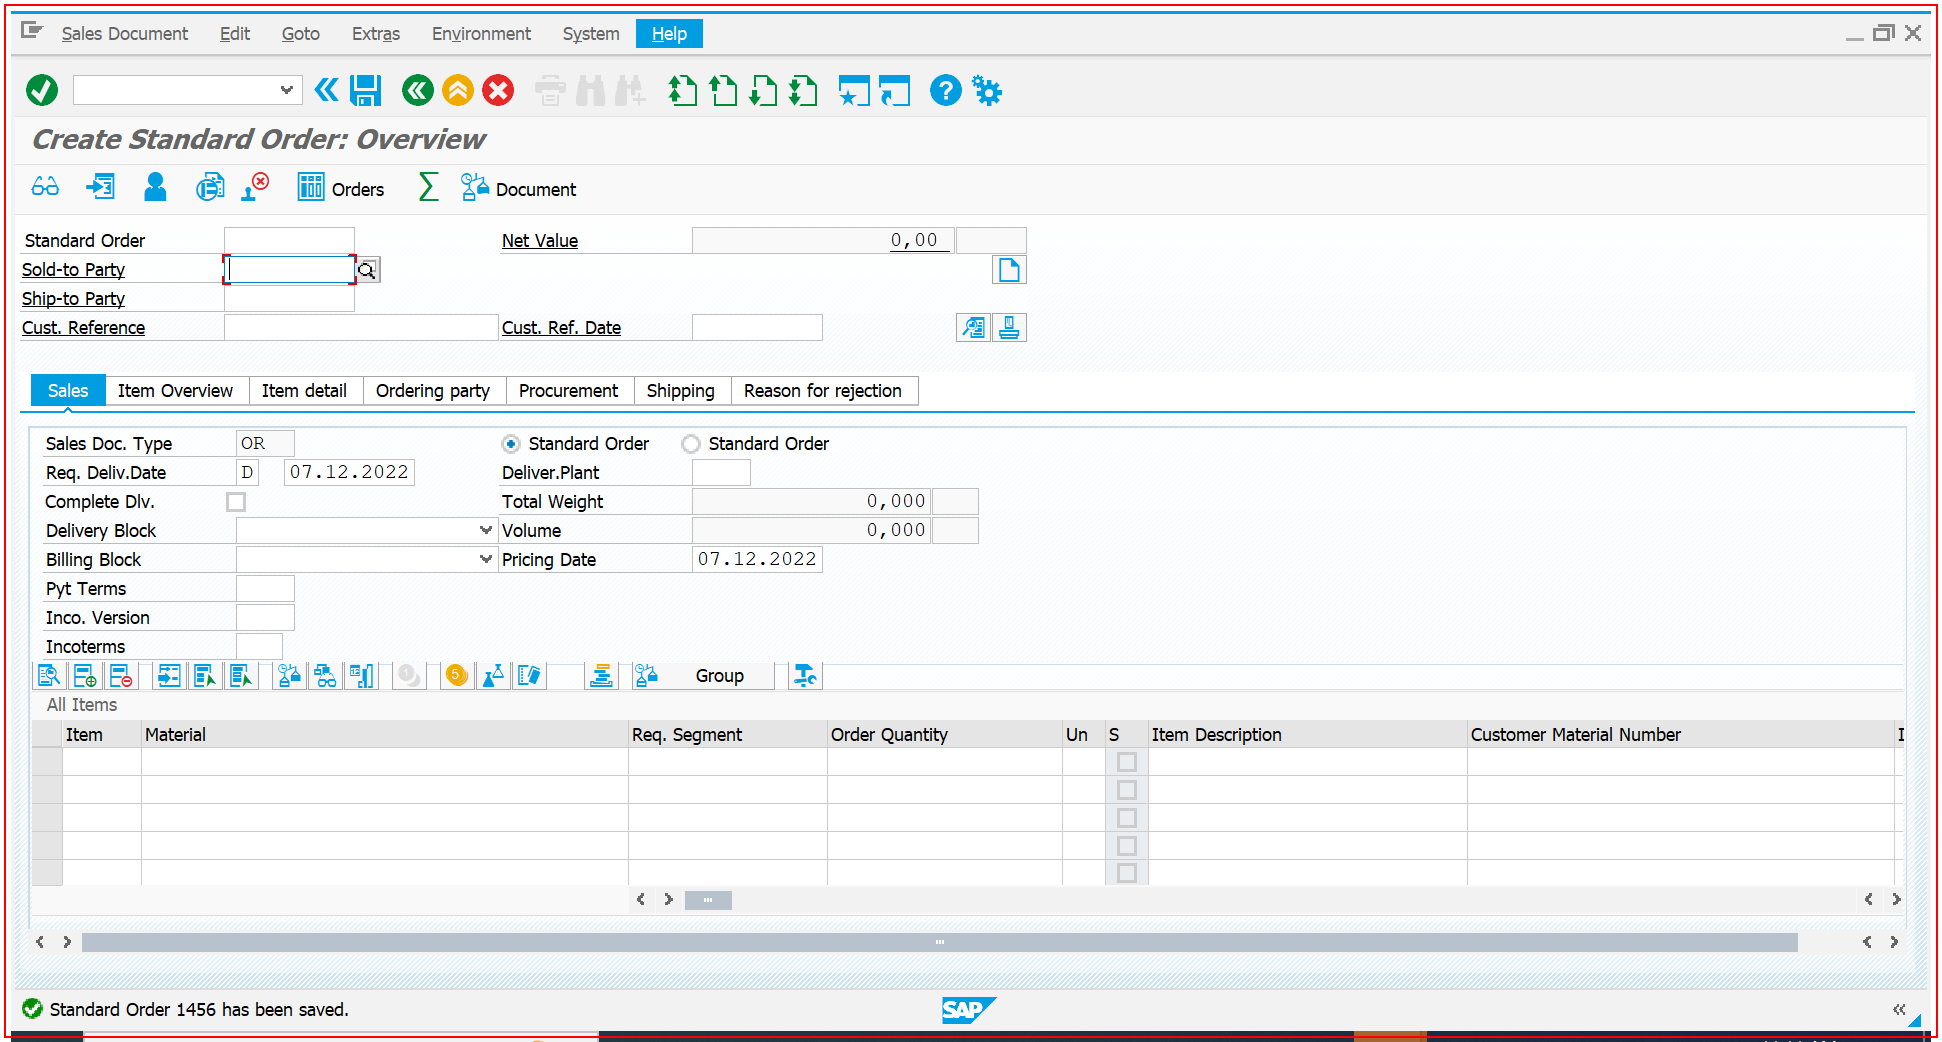 Sales Document Edit Goto Extras Environment System Help
Create Standard Order: Overview
Orders Document
Standard Order Net Value 0,00
Sold-to Party
Ship-to Party
Cust. Reference Cust. Ref. Date
Sales Item Overview Item detail Ordering party Procurement Shipping Reason for rejection
Sales Doc. Type OR Standard Order Standard Order
Req. Deliv.Date D 07.12.2022 Deliver.Plant
Complete Dlv. Total Weight 0,000
Delivery Block Volume 0,000
Billing Block Pricing Date 07.12.2022
Pyt Terms
Inco. Version
Incoterms
Group
All Items
Item Material Req. Segment Order Quantity Un S Item Description Customer Material Number
Standard Order 1456 has been saved. SAP